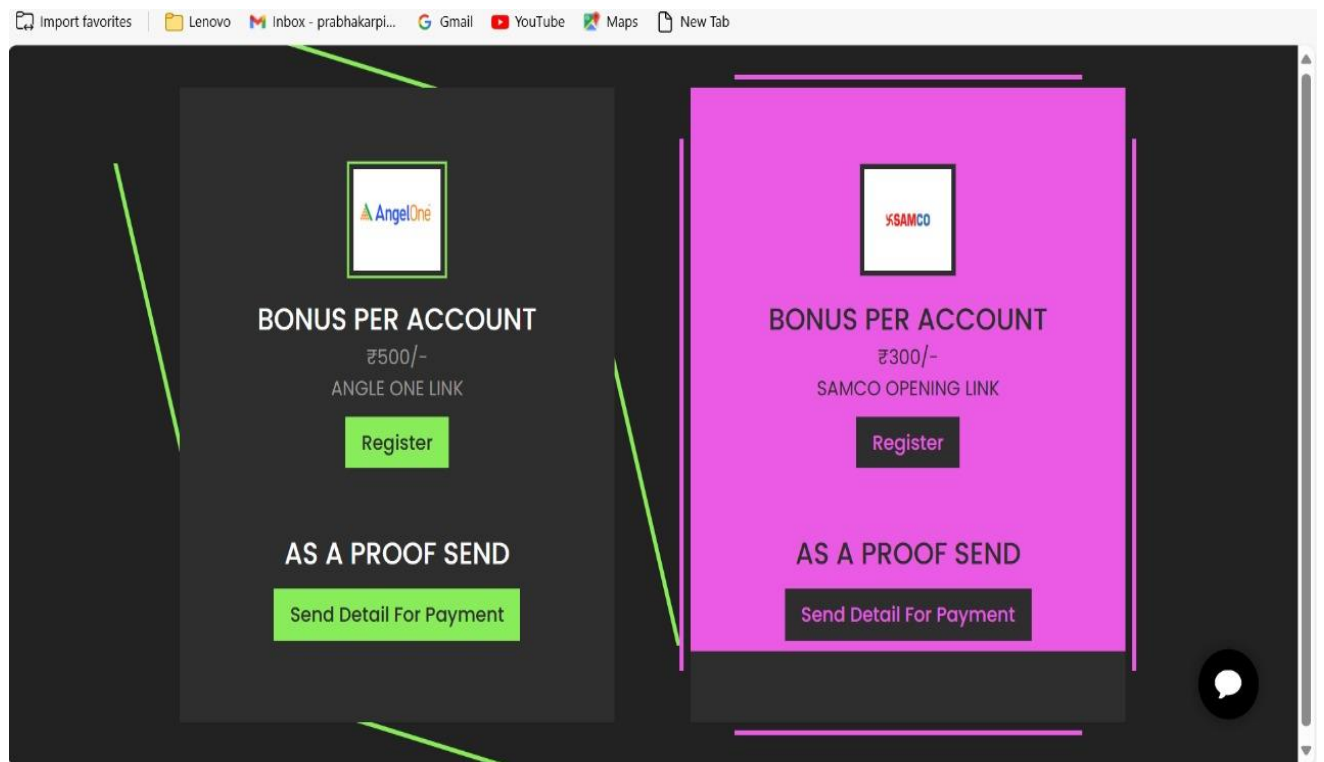 Import favorites Lenovo Inbox - prabhakarpi... Gmail YouTube Maps New Tab
AngelOne
BONUS PER ACCOUNT
₹500/-
ANGLE ONE LINK
Register
AS A PROOF SEND
Send Detail For Payment
SAMCO
BONUS PER ACCOUNT
₹300/-
SAMCO OPENING LINK
Register
AS A PROOF SEND
Send Detail For Payment